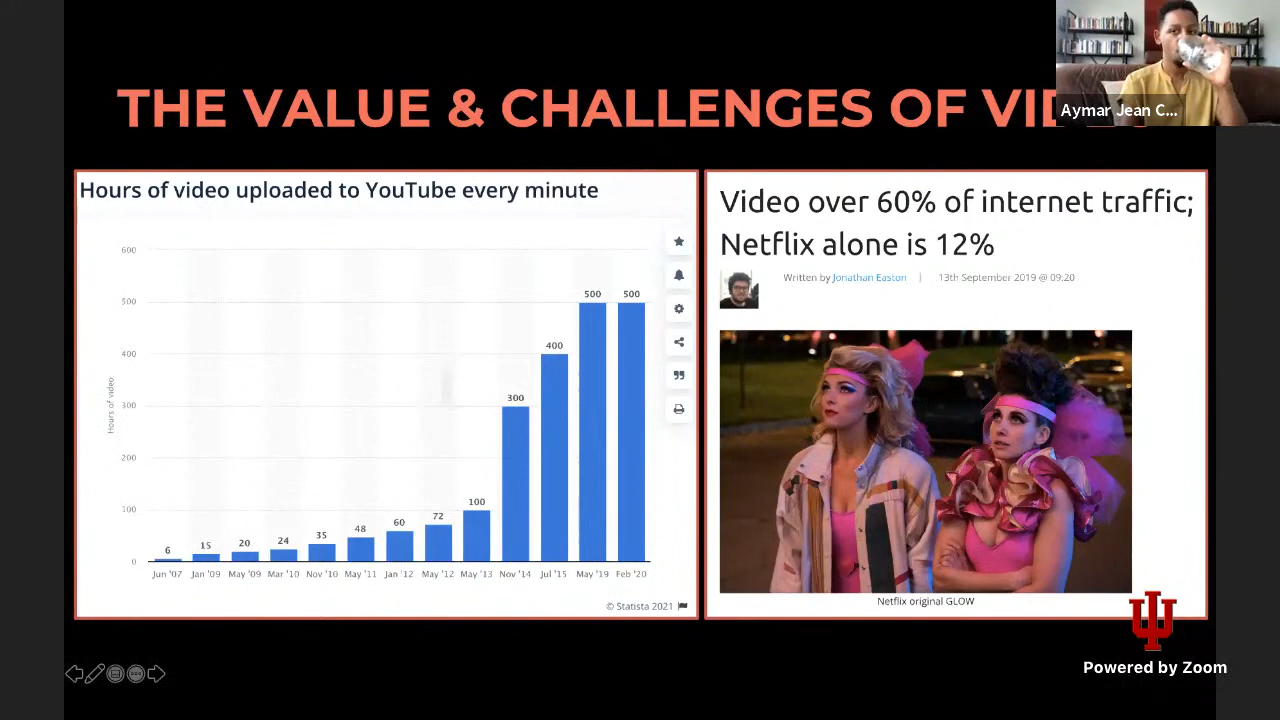 THE VALUE & CHALLENGES OF
Aymar Jean C...
Hours of video uploaded to YouTube every minute
600
500
400
300
200
100
0
Hours of video
6
15
20
24
35
48
60
72
100
300
400
500
500
Jun '07 Jan '09 May '09 Mar '10 Nov '10 May '11 Jan '12 May '12 May '13 Nov '14 Jul '15 May '19 Feb '20
© Statista 2021
Video over 60% of internet traffic;
Netflix alone is 12%
Written by Jonathan Easton | 13th September 2019 @ 09:20
Netflix original GLOW
Powered by Zoom